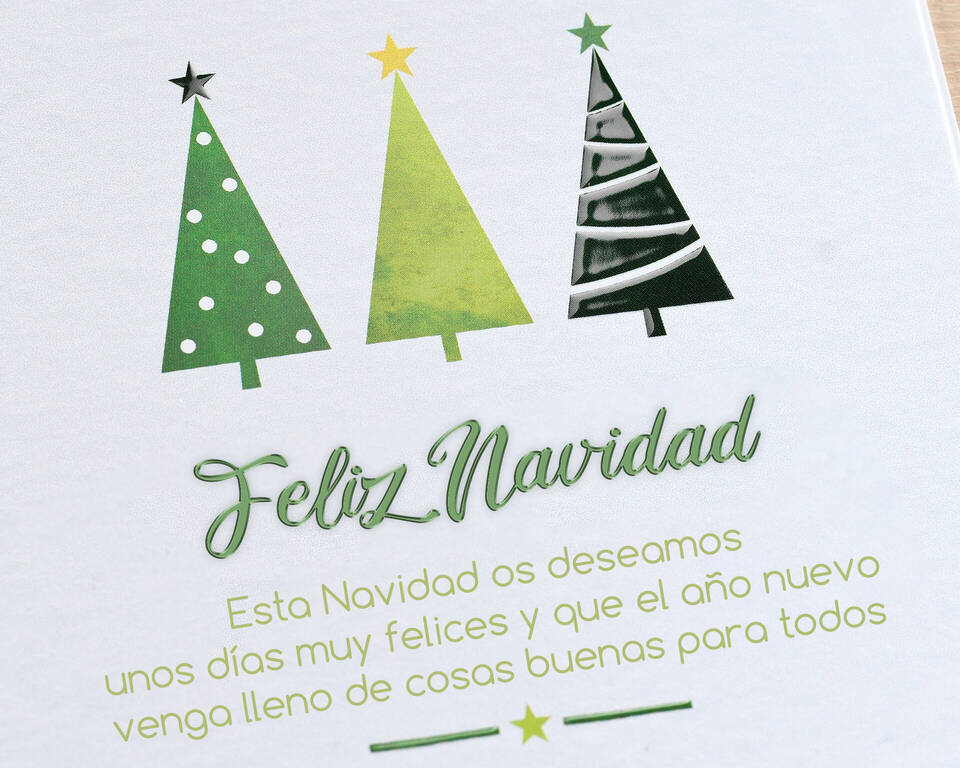 Feliz Navidad
Esta Navidad os deseamos
unos días muy felices y que el año nuevo
venga lleno de cosas buenas para todos